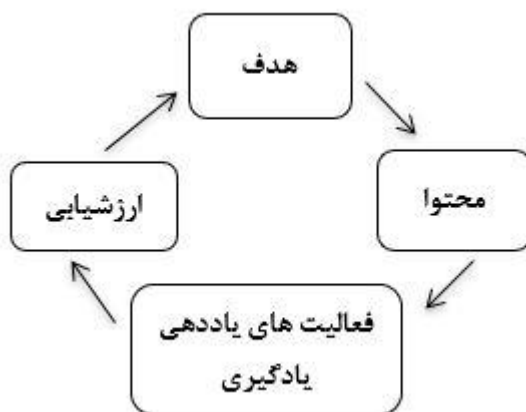 هدف
محتوا
فعالیت های یاددهی
یادگیری
ارزشیابی